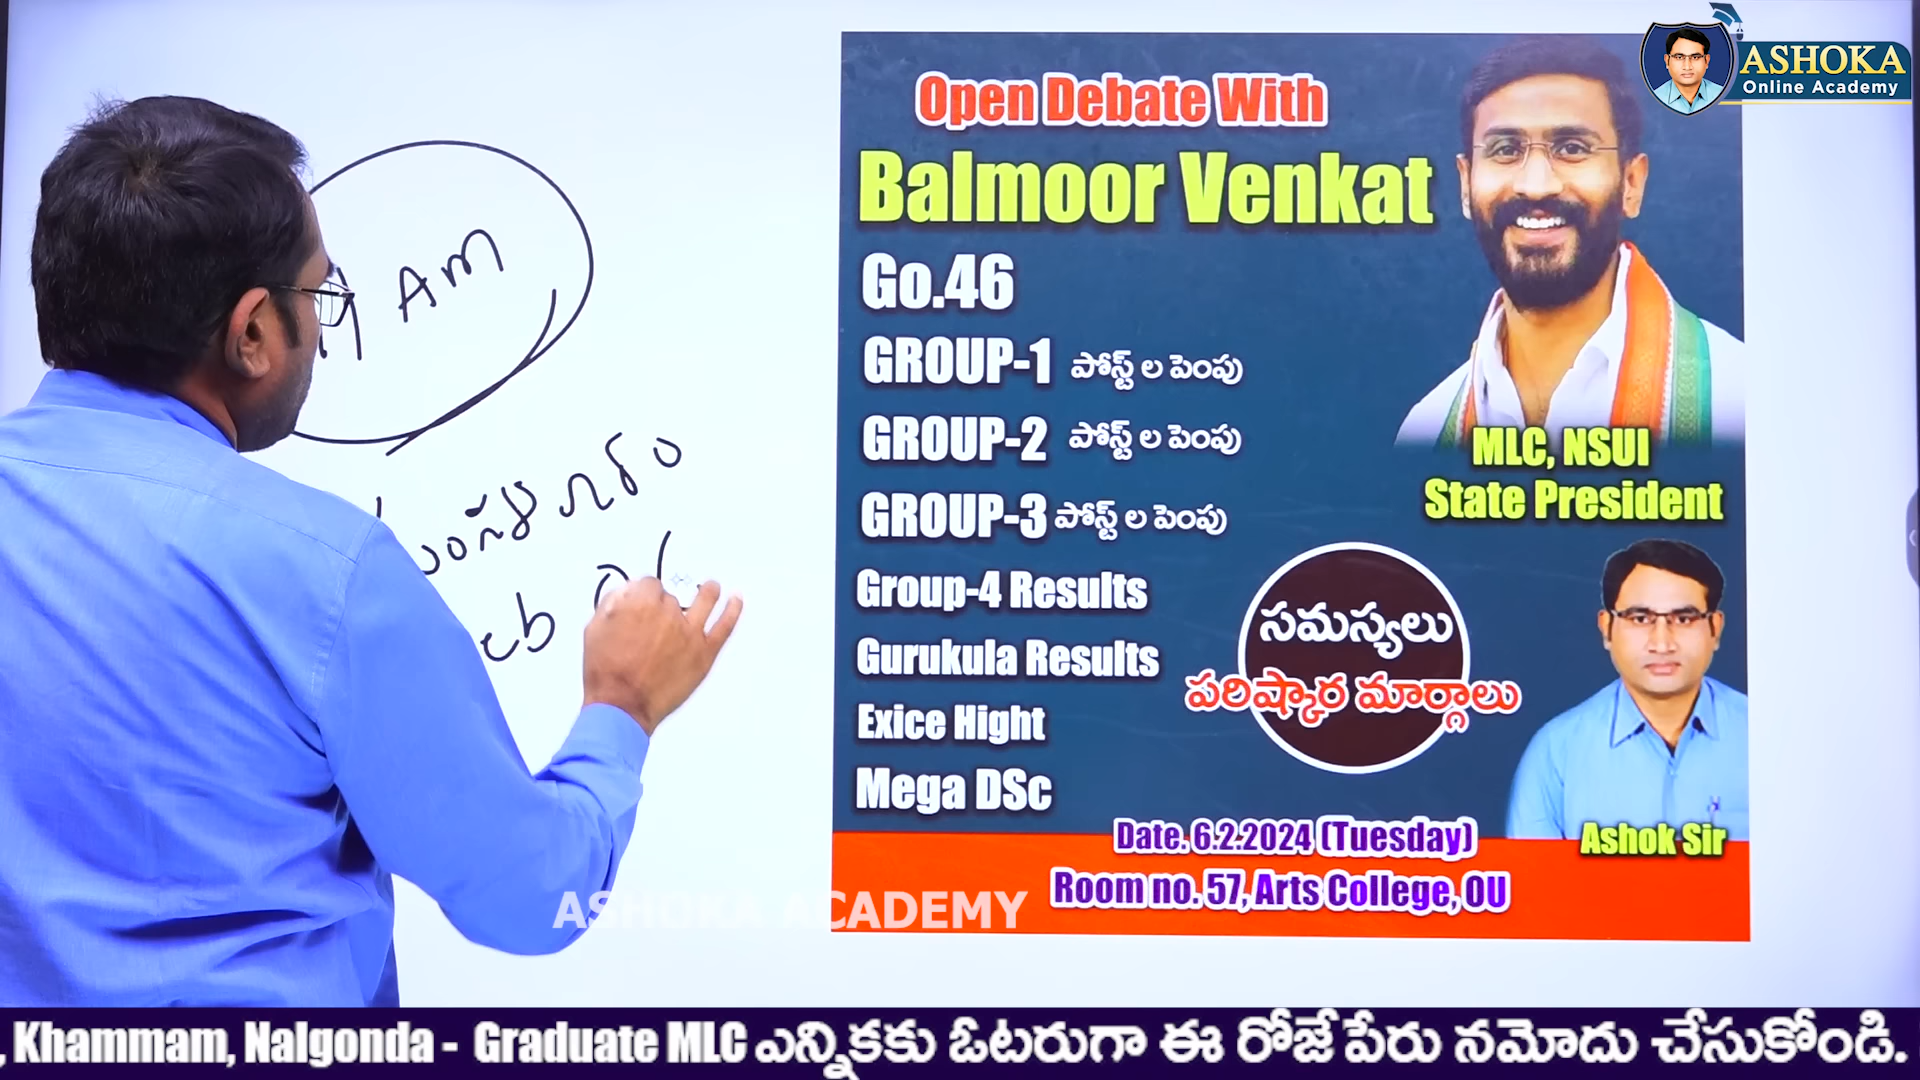 ASHOKA
Online Academy
Open Debate With
Balmoor Venkat
Go.46
GROUP-1 పోస్ట్ ల పెంపు
GROUP-2 పోస్ట్ ల పెంపు
GROUP-3 పోస్ట్ ల పెంపు
Group-4 Results
Gurukula Results
Exice Hight
Mega DSc
MLC, NSUI
State President
సమస్యలు
పరిష్కార మార్గాలు
Ashok Sir
Date. 6.2.2024 (Tuesday)
Room no. 57, Arts College, OU
AM
ASHOKA ACADEMY
, Khammam, Nalgonda - Graduate MLC ఎన్నికకు ఓటరుగా ఈ రోజే పేరు నమోదు చేసుకోండి.